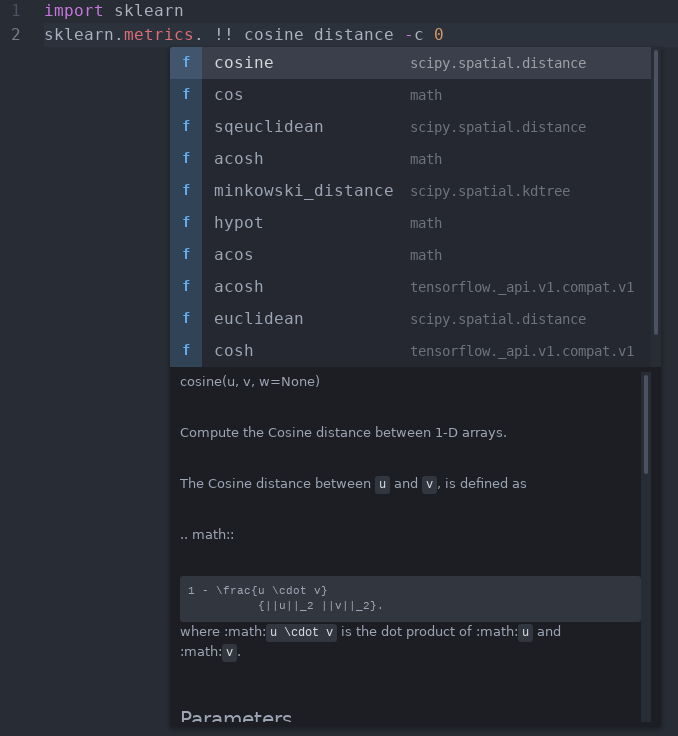 1 import sklearn
2 sklearn.metrics. !! cosine distance -c 0
f cosine scipy.spatial.distance
f cos math
f sqeuclidean scipy.spatial.distance
f acosh math
f minkowski_distance scipy.spatial.kdtree
f hypot math
f acos math
f acosh tensorflow._api.v1.compat.v1
f euclidean scipy.spatial.distance
f cosh tensorflow._api.v1.compat.v1
cosine(u, v, w=None)
Compute the Cosine distance between 1-D arrays.
The Cosine distance between u and v, is defined as
.. math::
1 - \frac{u \cdot v}
{||u||_2 ||v||_2}.
where :math:u \cdot v is the dot product of :math:u and
:math:v.
Parameters